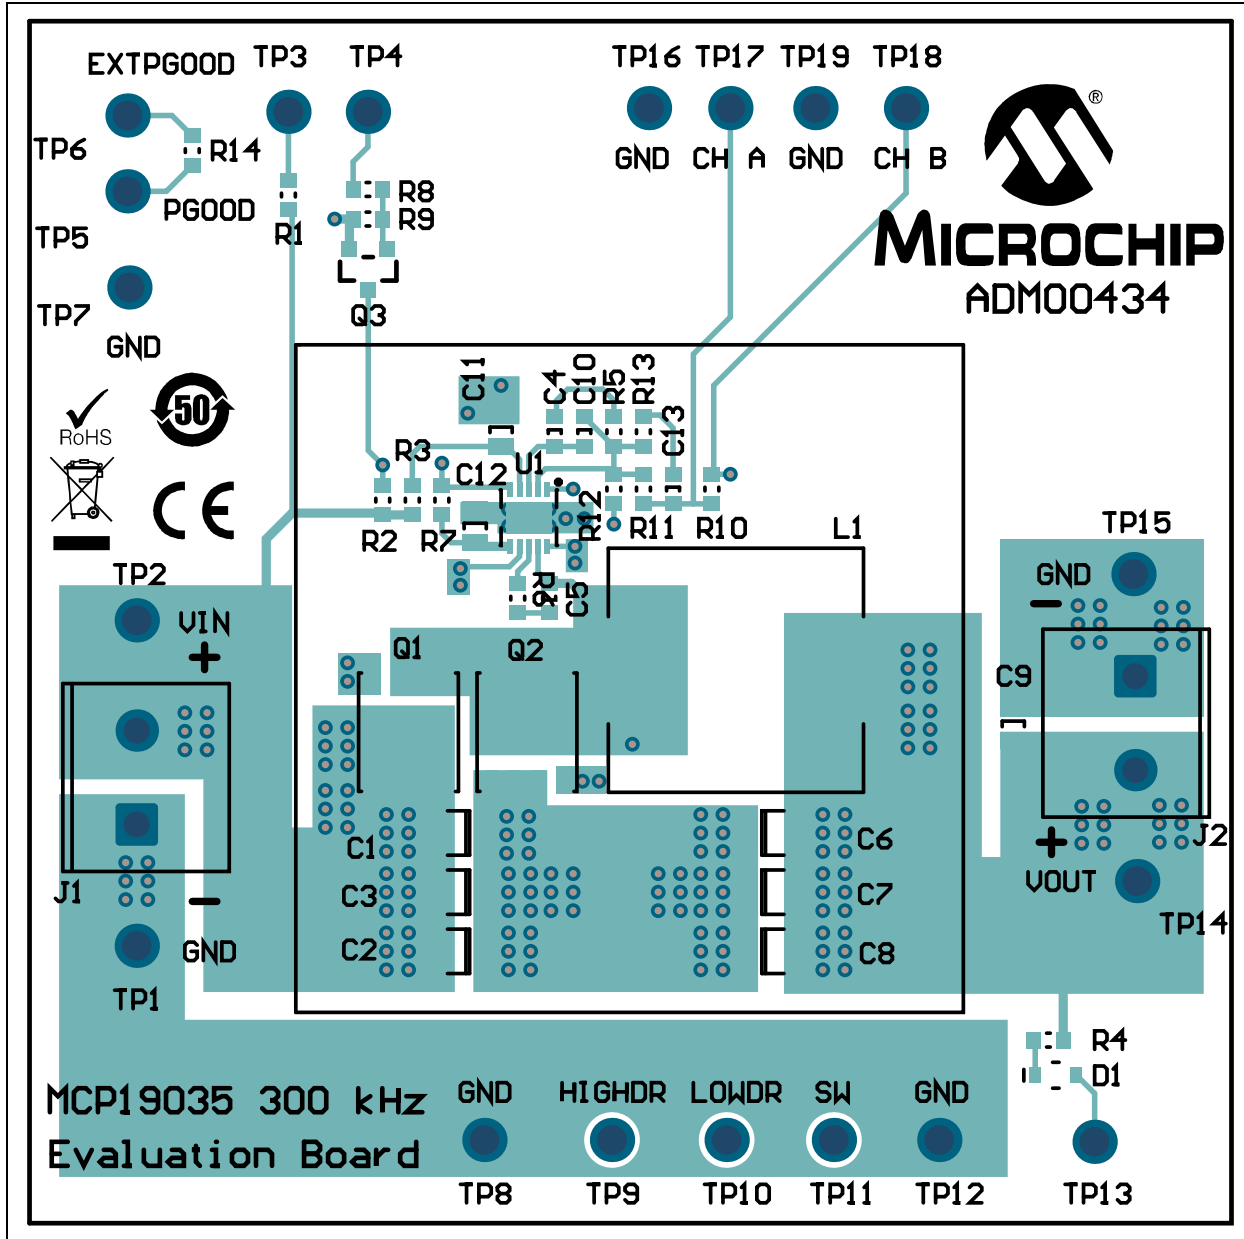 EXTPGOOD TP3 TP4 TP16 TP17 TP19 TP18
®
TP6 R14 GND CH A GND CH B
R8
PGOOD R9
TP5 R1 MICROCHIP
ADM00434
TP7 Q3
GND
C11 C4 C10 R5 R13
50
RoHS R3 C13
C12 U1
R2 R7 R12 R11 R10 L1 TP15
TP2 GND
−
R6 C5
VIN
+
Q1 Q2
C9
C1 C6 J2
+
C3 C7 VOUT
J1 −
TP14
GND C2 C8
TP1
R4
D1
MCP19035 300 kHz GND HIGHDR LOWDR SW GND
Evaluation Board
TP8 TP9 TP10 TP11 TP12 TP13
CE